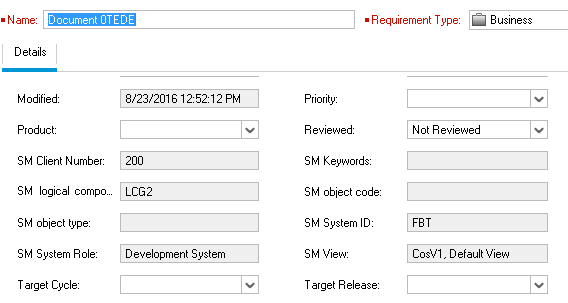 Name: Document 0TEDE Requirement Type: Business
Details
Modified: 8/23/2016 12:52:12 PM Priority:
Product: Reviewed: Not Reviewed
SM Client Number: 200 SM Keywords:
SM logical compo... LCG2 SM object code:
SM object type: SM System ID: FBT
SM System Role: Development System SM View: CosV1, Default View
Target Cycle: Target Release: